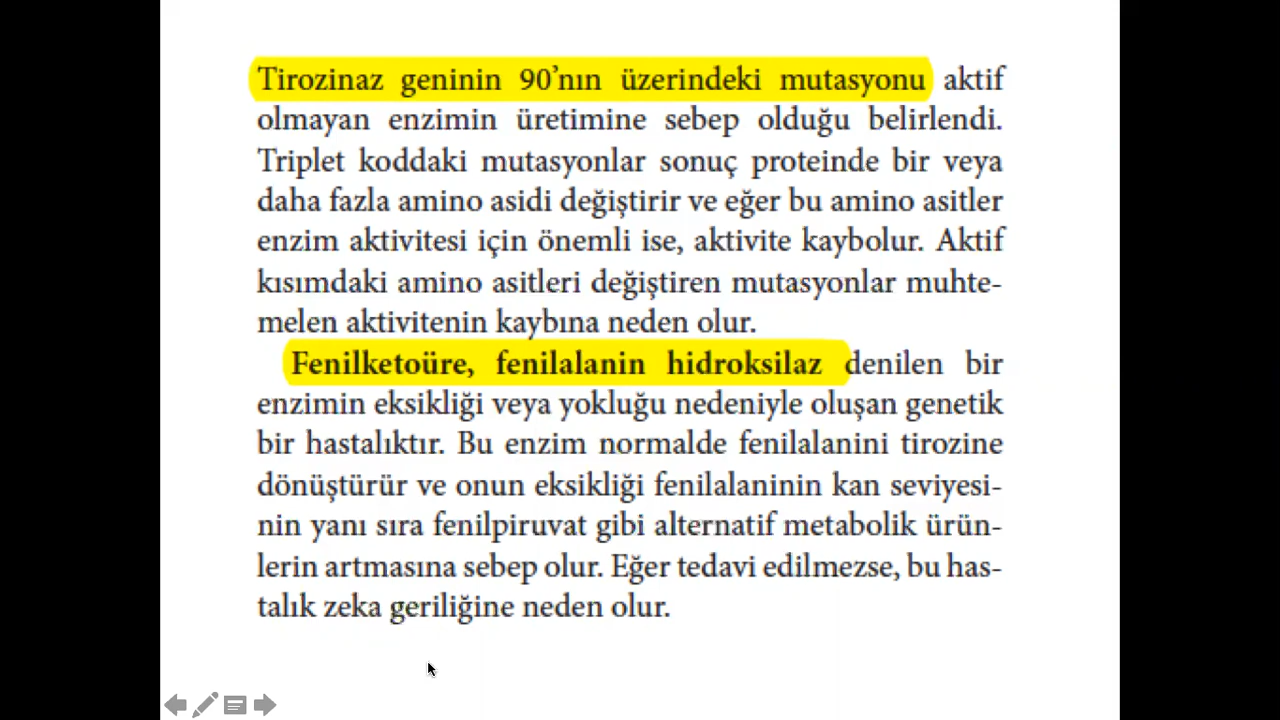 Tirozinaz geninin 90’nın üzerindeki mutasyonu aktif
olmayan enzimin üretimine sebep olduğu belirlendi.
Triplet koddaki mutasyonlar sonuç proteinde bir veya
daha fazla amino asidi değiştirir ve eğer bu amino asitler
enzim aktivitesi için önemli ise, aktivite kaybolur. Aktif
kısımdaki amino asitleri değiştiren mutasyonlar muhte-
melen aktivitenin kaybına neden olur.
Fenilketoüre, fenilalanin hidroksilaz denilen bir
enzimin eksikliği veya yokluğu nedeniyle oluşan genetik
bir hastalıktır. Bu enzim normalde fenilalanini tirozine
dönüştürür ve onun eksikliği fenilalaninin kan seviyesi-
nin yanı sıra fenilpiruvat gibi alternatif metabolik ürün-
lerin artmasına sebep olur. Eğer tedavi edilmezse, bu has-
talık zeka geriliğine neden olur.